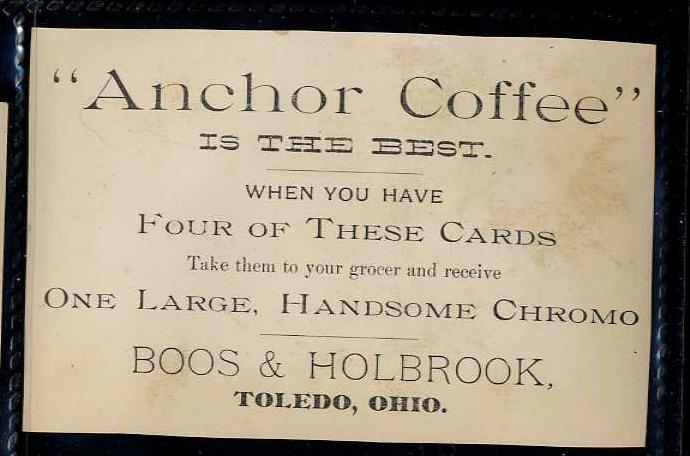 “Anchor Coffee”
IS THE BEST.
WHEN YOU HAVE
FOUR OF THESE CARDS
Take them to your grocer and receive
ONE LARGE, HANDSOME CHROMO
BOOS & HOLBROOK,
TOLEDO, OHIO.